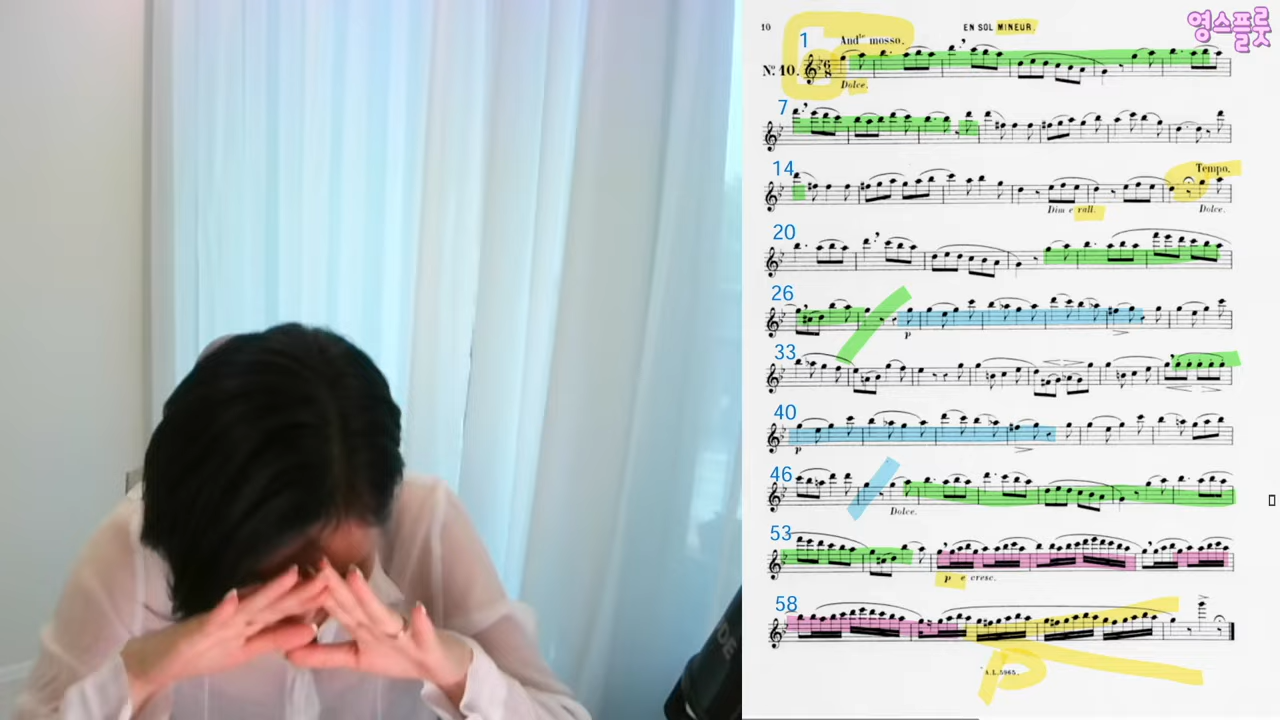 10
EN SOL MINEUR.
영스플룻
1
Andte mosso.
Nº 10.
Dolce.
7
14
Tempo.
Dim e rall.
Dolce.
20
26
p
33
40
p
46
Dolce.
53
p e cresc.
58
p
A.L.5965.